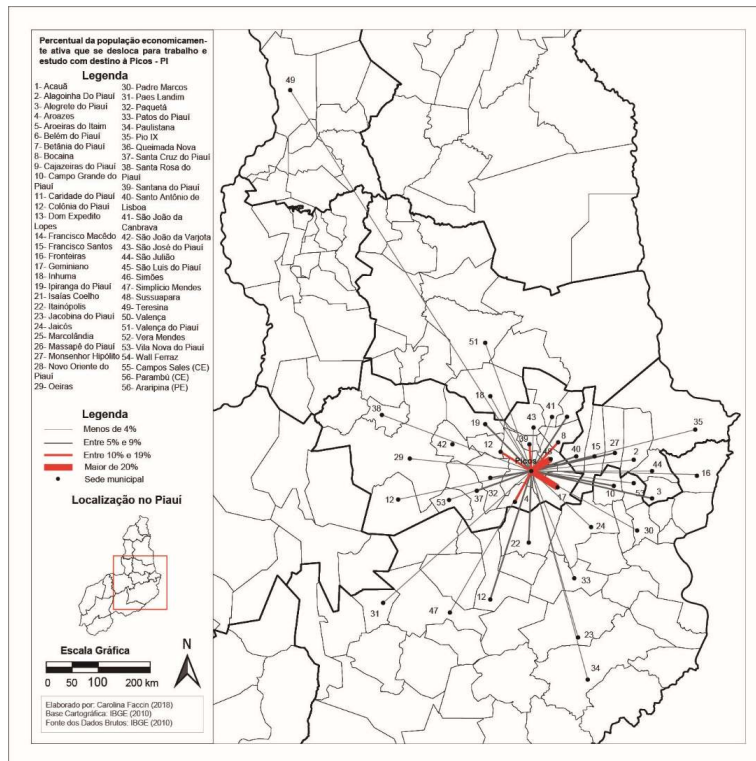 Percentual da população economicamen-
te ativa que se desloca para trabalho e
estudo com destino à Picos - PI
Legenda
1- Acauã
2- Alagoinha Do Piauí
3- Alegrete do Piauí
4- Aroazes
5- Aroeiras do Itaim
6- Belém do Piauí
7- Betânia do Piauí
8- Bocaina
9- Cajazeiras do Piauí
10- Campo Grande do
Piauí
11- Caridade do Piauí
12- Colônia do Piauí
13- Dom Expedito
Lopes
14- Francisco Macêdo
15- Francisco Santos
16- Fronteiras
17- Geminiano
18- Inhuma
19- Ipiranga do Piauí
21- Isaías Coelho
22- Itainópolis
23- Jacobina do Piauí
24- Jaicós
25- Marcolândia
26- Massapê do Piauí
27- Monsenhor Hipólito
28- Novo Oriente do
Piauí
29- Oeiras
30- Padre Marcos
31- Paes Landim
32- Paquetá
33- Patos do Piauí
34- Paulistana
35- Pio IX
36- Queimada Nova
37- Santa Cruz do Piauí
38- Santa Rosa do
Piauí
39- Santana do Piauí
40- Santo Antônio de
Lisboa
41- São João da
Canbrava
42- São João da Varjota
43- São José do Piauí
44- São Julião
45- São Luis do Piauí
46- Simões
47- Simplício Mendes
48- Sussuapara
49- Teresina
50- Valença
51- Valença do Piauí
52- Vera Mendes
53- Vila Nova do Piauí
54- Wall Ferraz
55- Campos Sales (CE)
56- Parambú (CE)
56- Araripina (PE)
Legenda
Menos de 4%
Entre 5% e 9%
Entre 10% e 19%
Maior de 20%
Sede municipal
Localização no Piauí
Escala Gráfica
0 50 100 200 km
N
Elaborado por: Carolina Faccin (2018)
Base Cartográfica: IBGE (2010)
Fonte dos Dados Brutos: IBGE (2010)
49
51
18
38
19
43
41
35
42
12
39
8
40
15
27
2
29
Picos
44
16
12
53
37
32
4
17
10
3
22
24
30
33
31
47
12
23
34